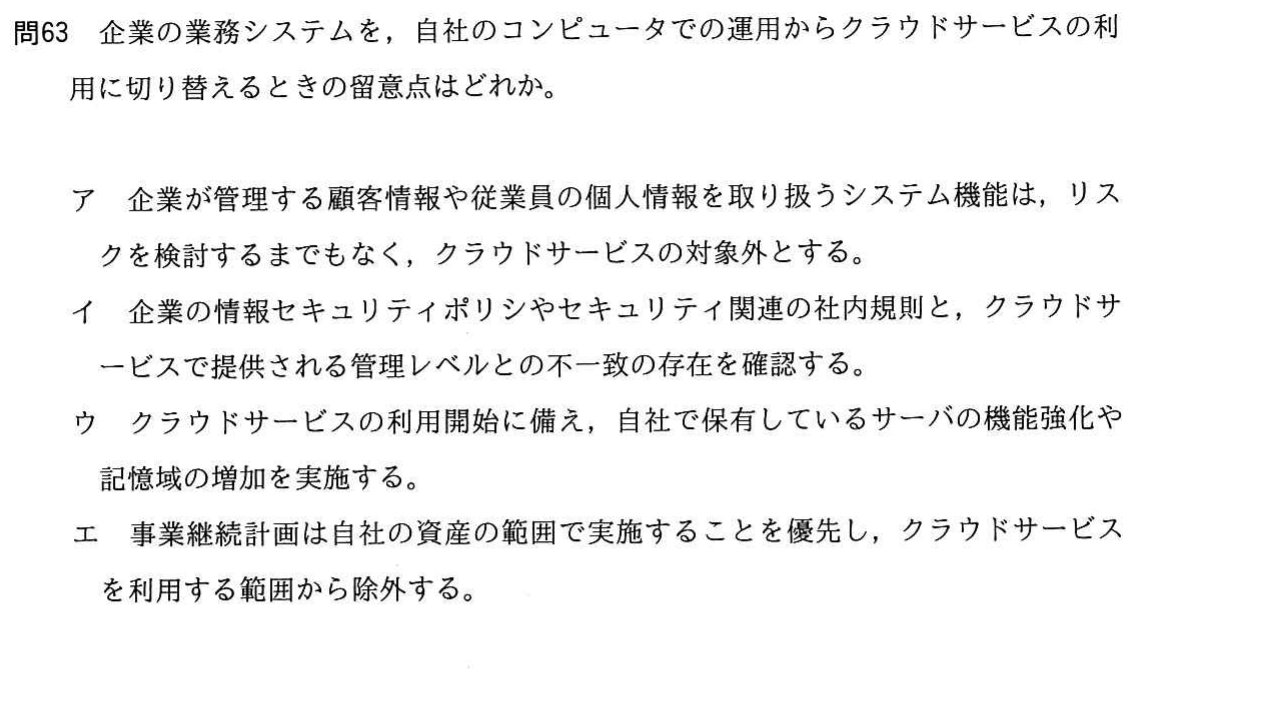 問63 企業の業務システムを，自社のコンピュータでの運用からクラウドサービスの利
用に切り替えるときの留意点はどれか。
ア 企業が管理する顧客情報や従業員の個人情報を取り扱うシステム機能は，リス
クを検討するまでもなく，クラウドサービスの対象外とする。
イ 企業の情報セキュリティポリシやセキュリティ関連の社内規則と，クラウドサ
ービスで提供される管理レベルとの不一致の存在を確認する。
ウ クラウドサービスの利用開始に備え，自社で保有しているサーバの機能強化や
記憶域の増加を実施する。
エ 事業継続計画は自社の資産の範囲で実施することを優先し，クラウドサービス
を利用する範囲から除外する。